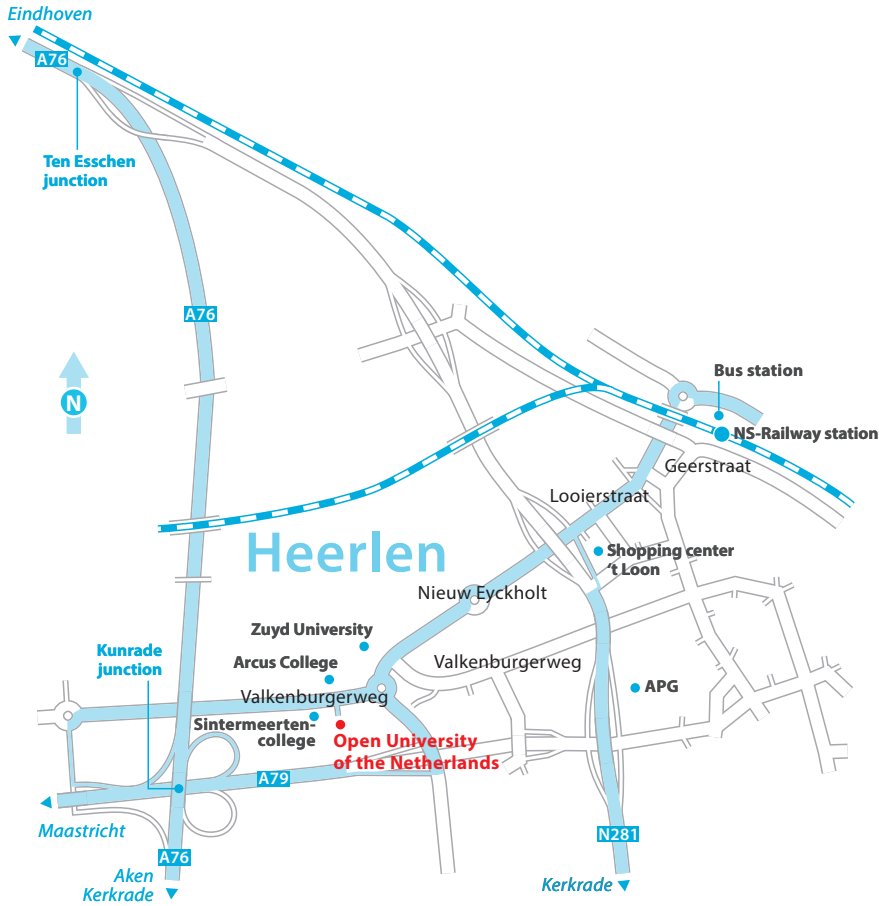 Eindhoven
A76
Ten Esschen
junction
A76
Bus station
N
NS-Railway station
Geerstraat
Looierstraat
Heerlen
Shopping center
‘t Loon
Nieuw Eyckholt
Zuyd University
Kunrade
junction
Arcus College
Valkenburgerweg
APG
Valkenburgerweg
Sintermeerten-
college
Open University
of the Netherlands
A79
Maastricht
N281
A76
Aken
Kerkrade
Kerkrade